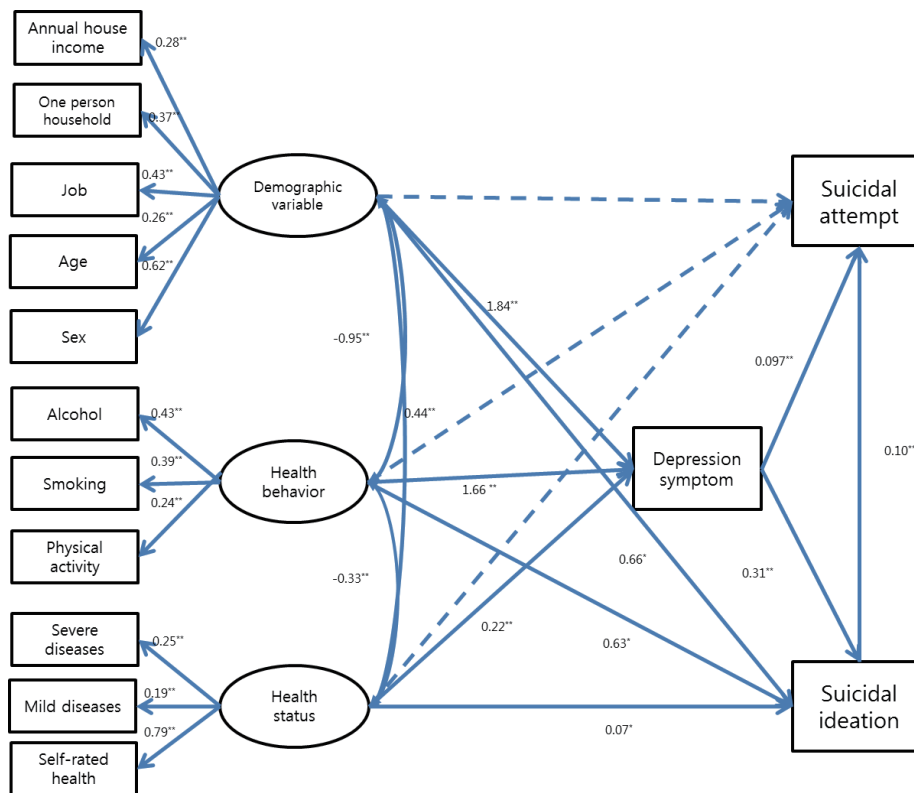 Annual house
income
0.28**
One person
household
0.37**
Job
0.43**
0.26**
Age
0.62**
Sex
Demographic
variable
Suicidal
attempt
-0.95**
0.44**
1.84**
0.097**
Alcohol
0.43**
Smoking
0.39**
0.24**
Physical
activity
Health
behavior
1.66 **
Depression
symptom
0.10**
-0.33**
0.22**
0.63*
0.66*
0.31**
Severe
diseases
0.25**
Mild diseases
0.19**
0.79**
Self-rated
health
Health
status
0.07*
Suicidal
ideation